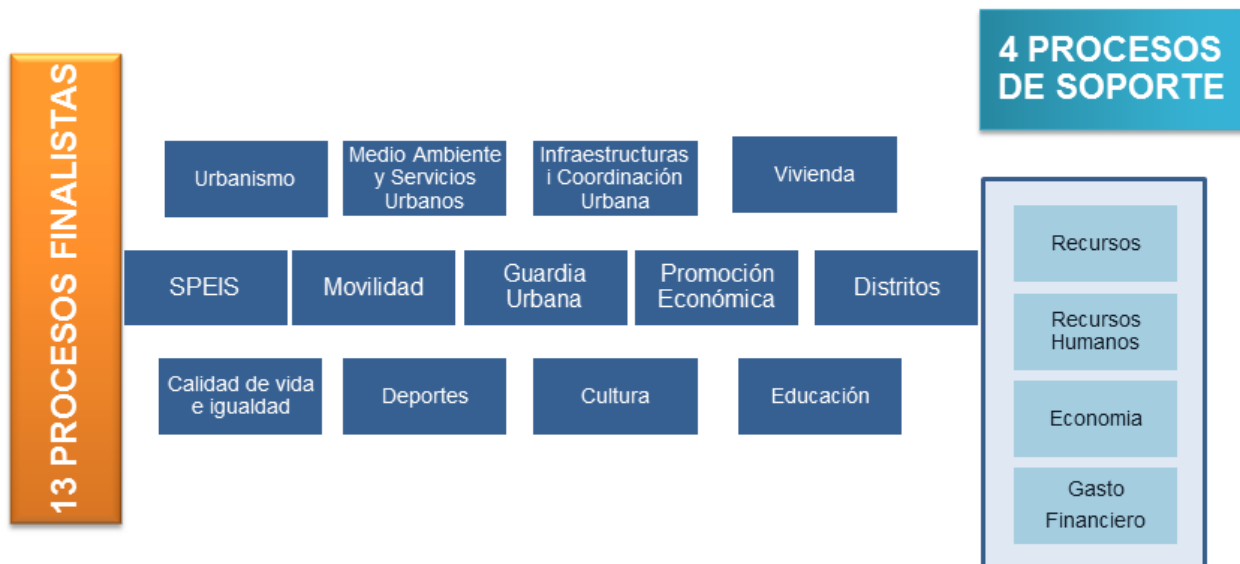 13 PROCESOS FINALISTAS
4 PROCESOS
DE SOPORTE
Urbanismo
Medio Ambiente
y Servicios
Urbanos
Infraestructuras
i Coordinación
Urbana
Vivienda
SPEIS
Movilidad
Guardia
Urbana
Promoción
Económica
Distritos
Calidad de vida
e igualdad
Deportes
Cultura
Educación
Recursos
Recursos
Humanos
Economia
Gasto
Financiero